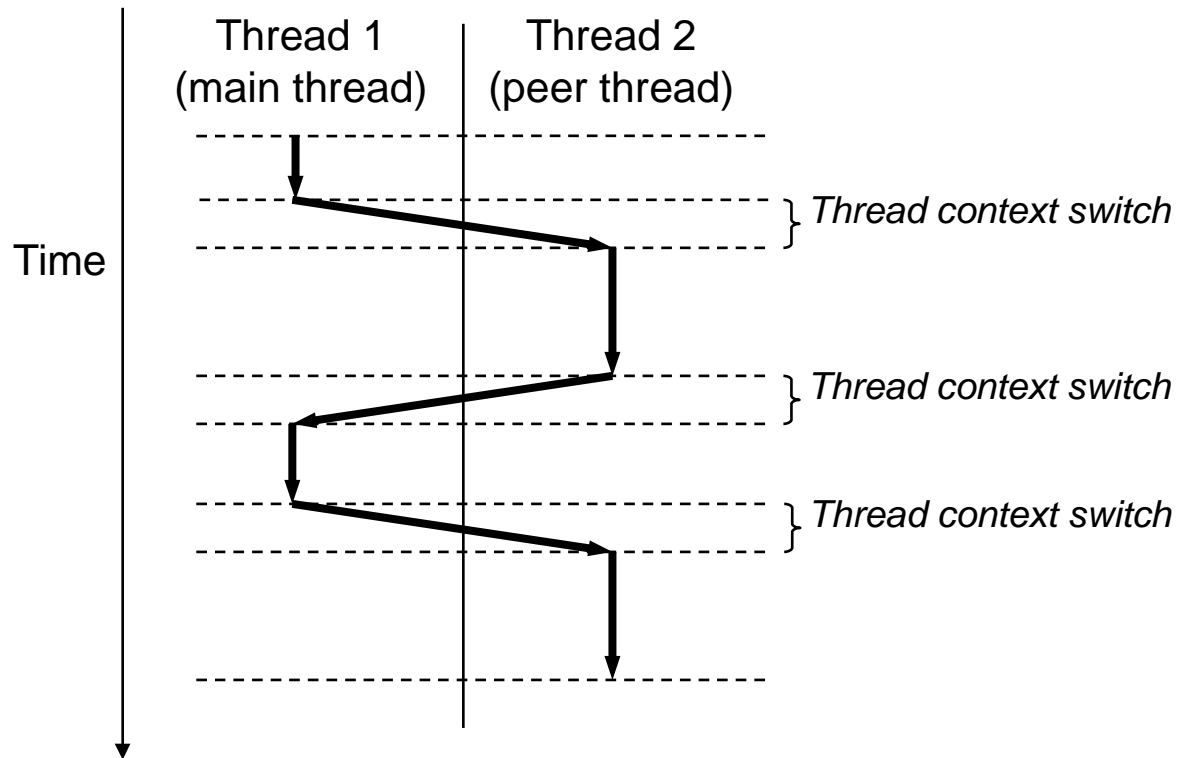 Thread 1
(main thread)
Thread 2
(peer thread)
Thread context switch
Time
Thread context switch
Thread context switch